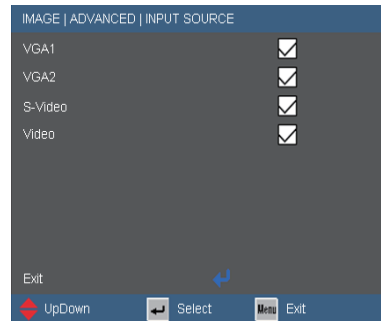 IMAGE | ADVANCED | INPUT SOURCE
VGA1
VGA2
S-Video
Video
Exit
UpDown Select Menu Exit